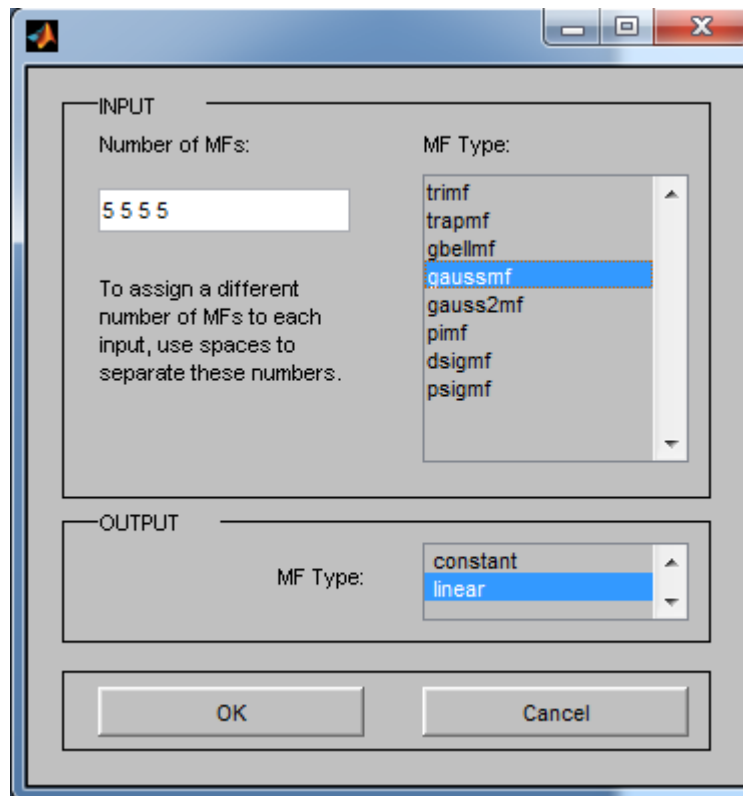 INPUT
Number of MFs:
5 5 5 5
To assign a different
number of MFs to each
input, use spaces to
separate these numbers.
MF Type:
trimf
trapmf
gbellmf
gaussmf
gauss2mf
pimf
dsigmf
psigmf
OUTPUT
MF Type:
constant
linear
OK
Cancel